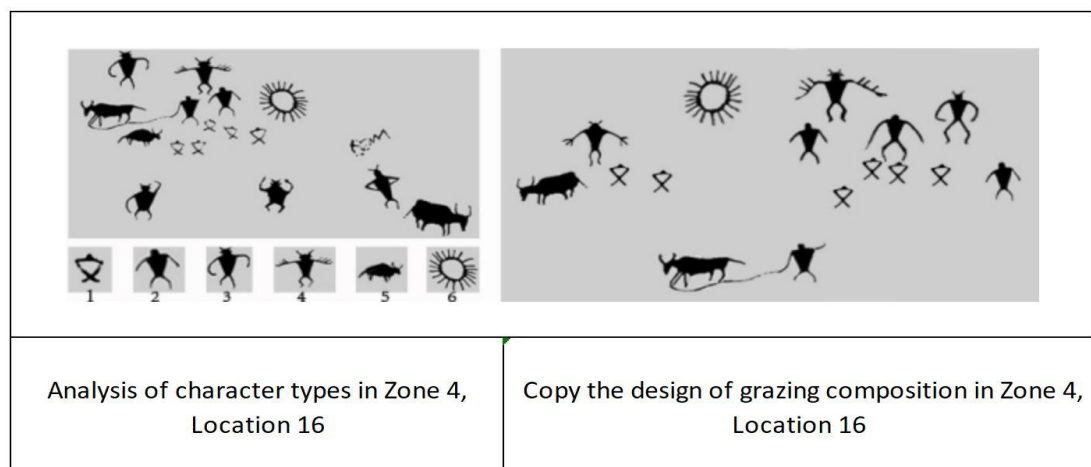 1 2 3 4 5 6
Analysis of character types in Zone 4,
Location 16
Copy the design of grazing composition in Zone 4,
Location 16